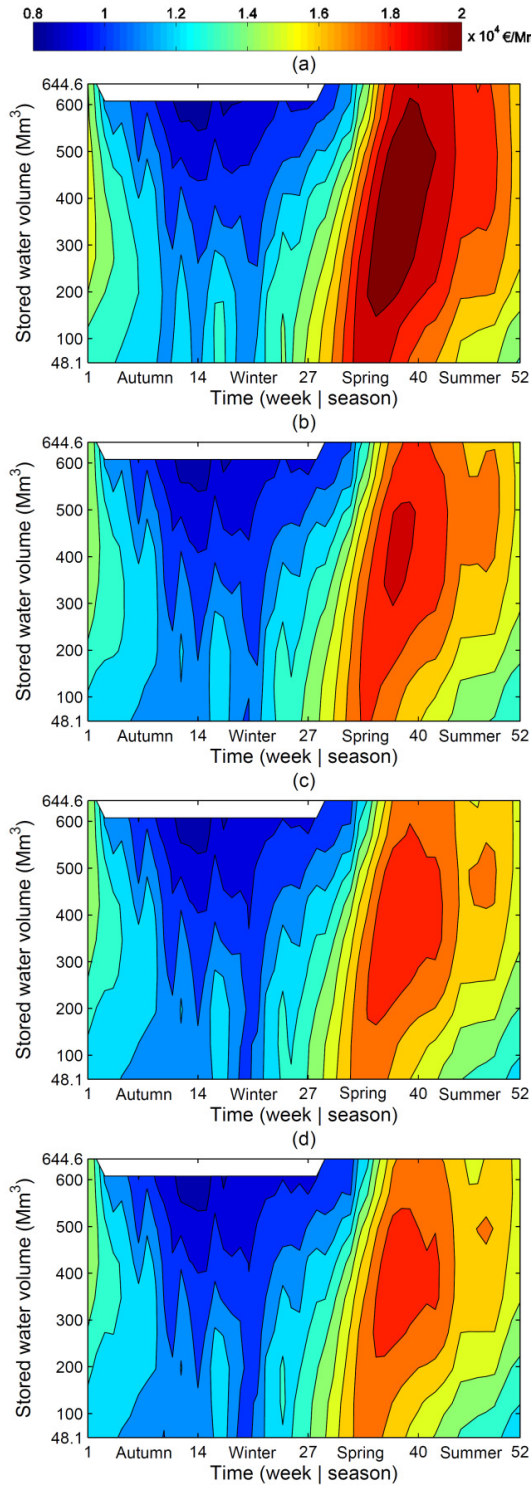 0.8 1 1.2 1.4 1.6 1.8 2
x 10⁴ €/Mm
(a)
644.6
600
500
400
300
200
100
48.1
Stored water volume (Mm³)
1 Autumn 14 Winter 27 Spring 40 Summer 52
Time (week | season)
(b)
644.6
600
500
400
300
200
100
48.1
Stored water volume (Mm³)
1 Autumn 14 Winter 27 Spring 40 Summer 52
Time (week | season)
(c)
644.6
600
500
400
300
200
100
48.1
Stored water volume (Mm³)
1 Autumn 14 Winter 27 Spring 40 Summer 52
Time (week | season)
(d)
644.6
600
500
400
300
200
100
48.1
Stored water volume (Mm³)
1 Autumn 14 Winter 27 Spring 40 Summer 52
Time (week | season)